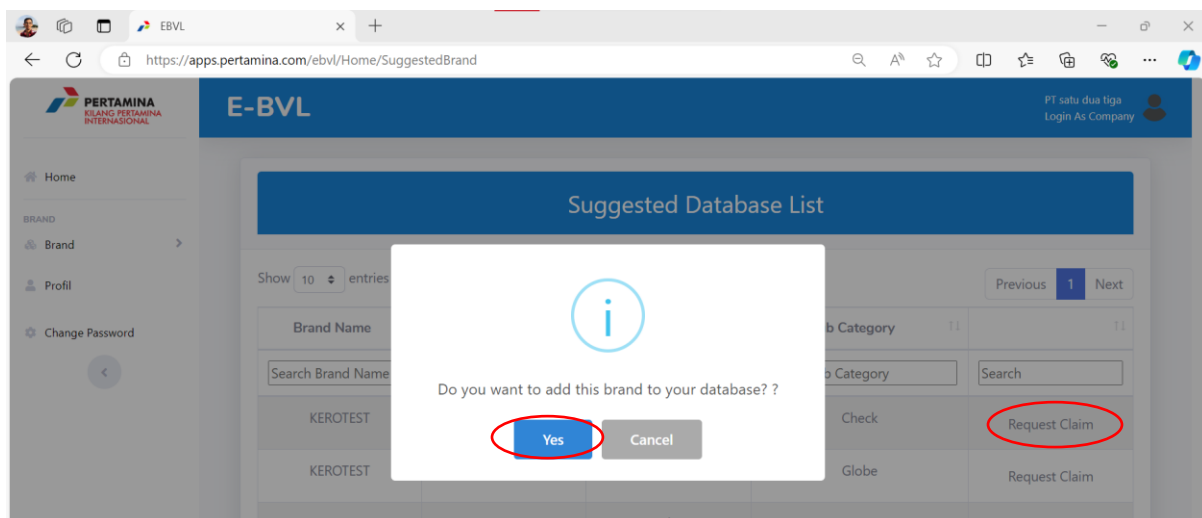 EBVL
https://apps.pertamina.com/ebvl/Home/SuggestedBrand
PERTAMINA
KILANG PERTAMINA
INTERNASIONAL
E-BVL
PT satu dua tiga
Login As Company
Home
BRAND
Brand
Profil
Change Password
Suggested Database List
Show 10 entries
Previous 1 Next
Brand Name
b Category
Search Brand Name
b Category
Search
KEROTEST
Check
Request Claim
KEROTEST
Globe
Request Claim
i
Do you want to add this brand to your database? ?
Yes
Cancel